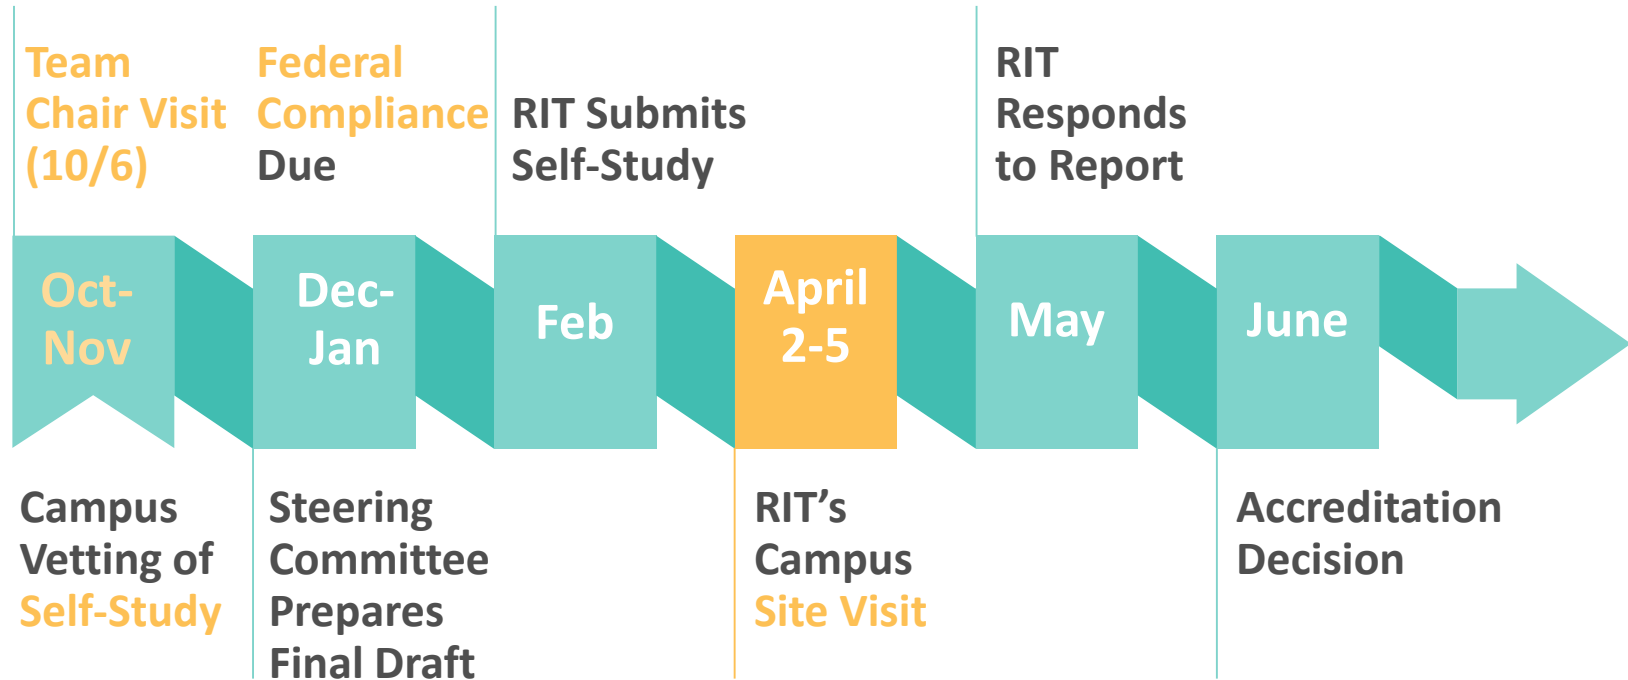 Team
Chair Visit
(10/6)
Federal
Compliance
Due
RIT Submits
Self-Study
RIT
Responds
to Report
Oct-
Nov
Dec-
Jan
Feb
April
2-5
May
June
Campus
Vetting of
Self-Study
Steering
Committee
Prepares
Final Draft
RIT’s
Campus
Site Visit
Accreditation
Decision